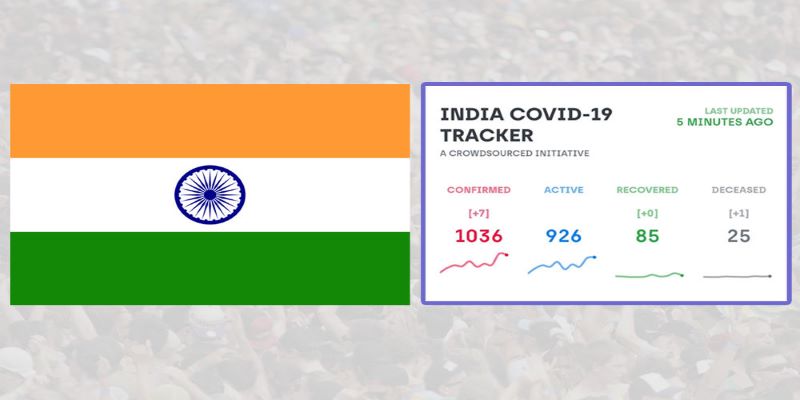 INDIA COVID-19
TRACKER
A CROWDSOURCED INITIATIVE
LAST UPDATED
5 MINUTES AGO
CONFIRMED ACTIVE RECOVERED DECEASED
[+7] [+0] [+1]
1036 926 85 25